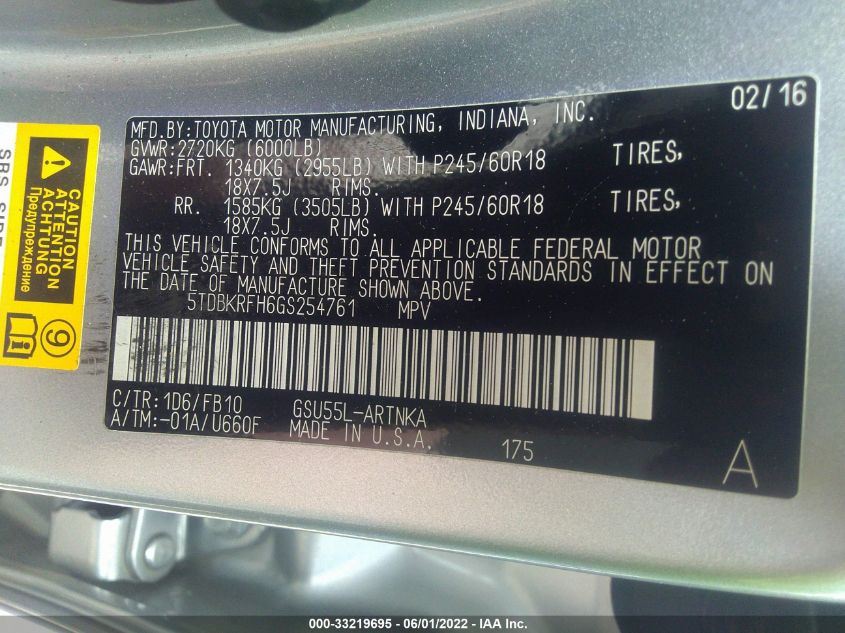 02/16
MFD.BY:TOYOTA MOTOR MANUFACTURING, INDIANA, INC.
GVWR:2720KG (6000LB)
GAWR:FRT. 1340KG (2955LB) WITH P245/60R18 TIRES,
18X7.5J RIMS.
RR. 1585KG (3505LB) WITH P245/60R18 TIRES,
18X7.5J RIMS.
THIS VEHICLE CONFORMS TO ALL APPLICABLE FEDERAL MOTOR
VEHICLE SAFETY AND THEFT PREVENTION STANDARDS IN EFFECT ON
THE DATE OF MANUFACTURE SHOWN ABOVE.
5TDBKRFH6GS254761 MPV
C/TR:1D6/FB10 GSU55L-ARTNKA
A/TM:-01A/U660F MADE IN U.S.A.
175
A
CAUTION
ATTENTION
ACHTUNG
Предупреждение
9
i
SRS SIDE
000-33219695 - 06/01/2022 - IAA Inc.